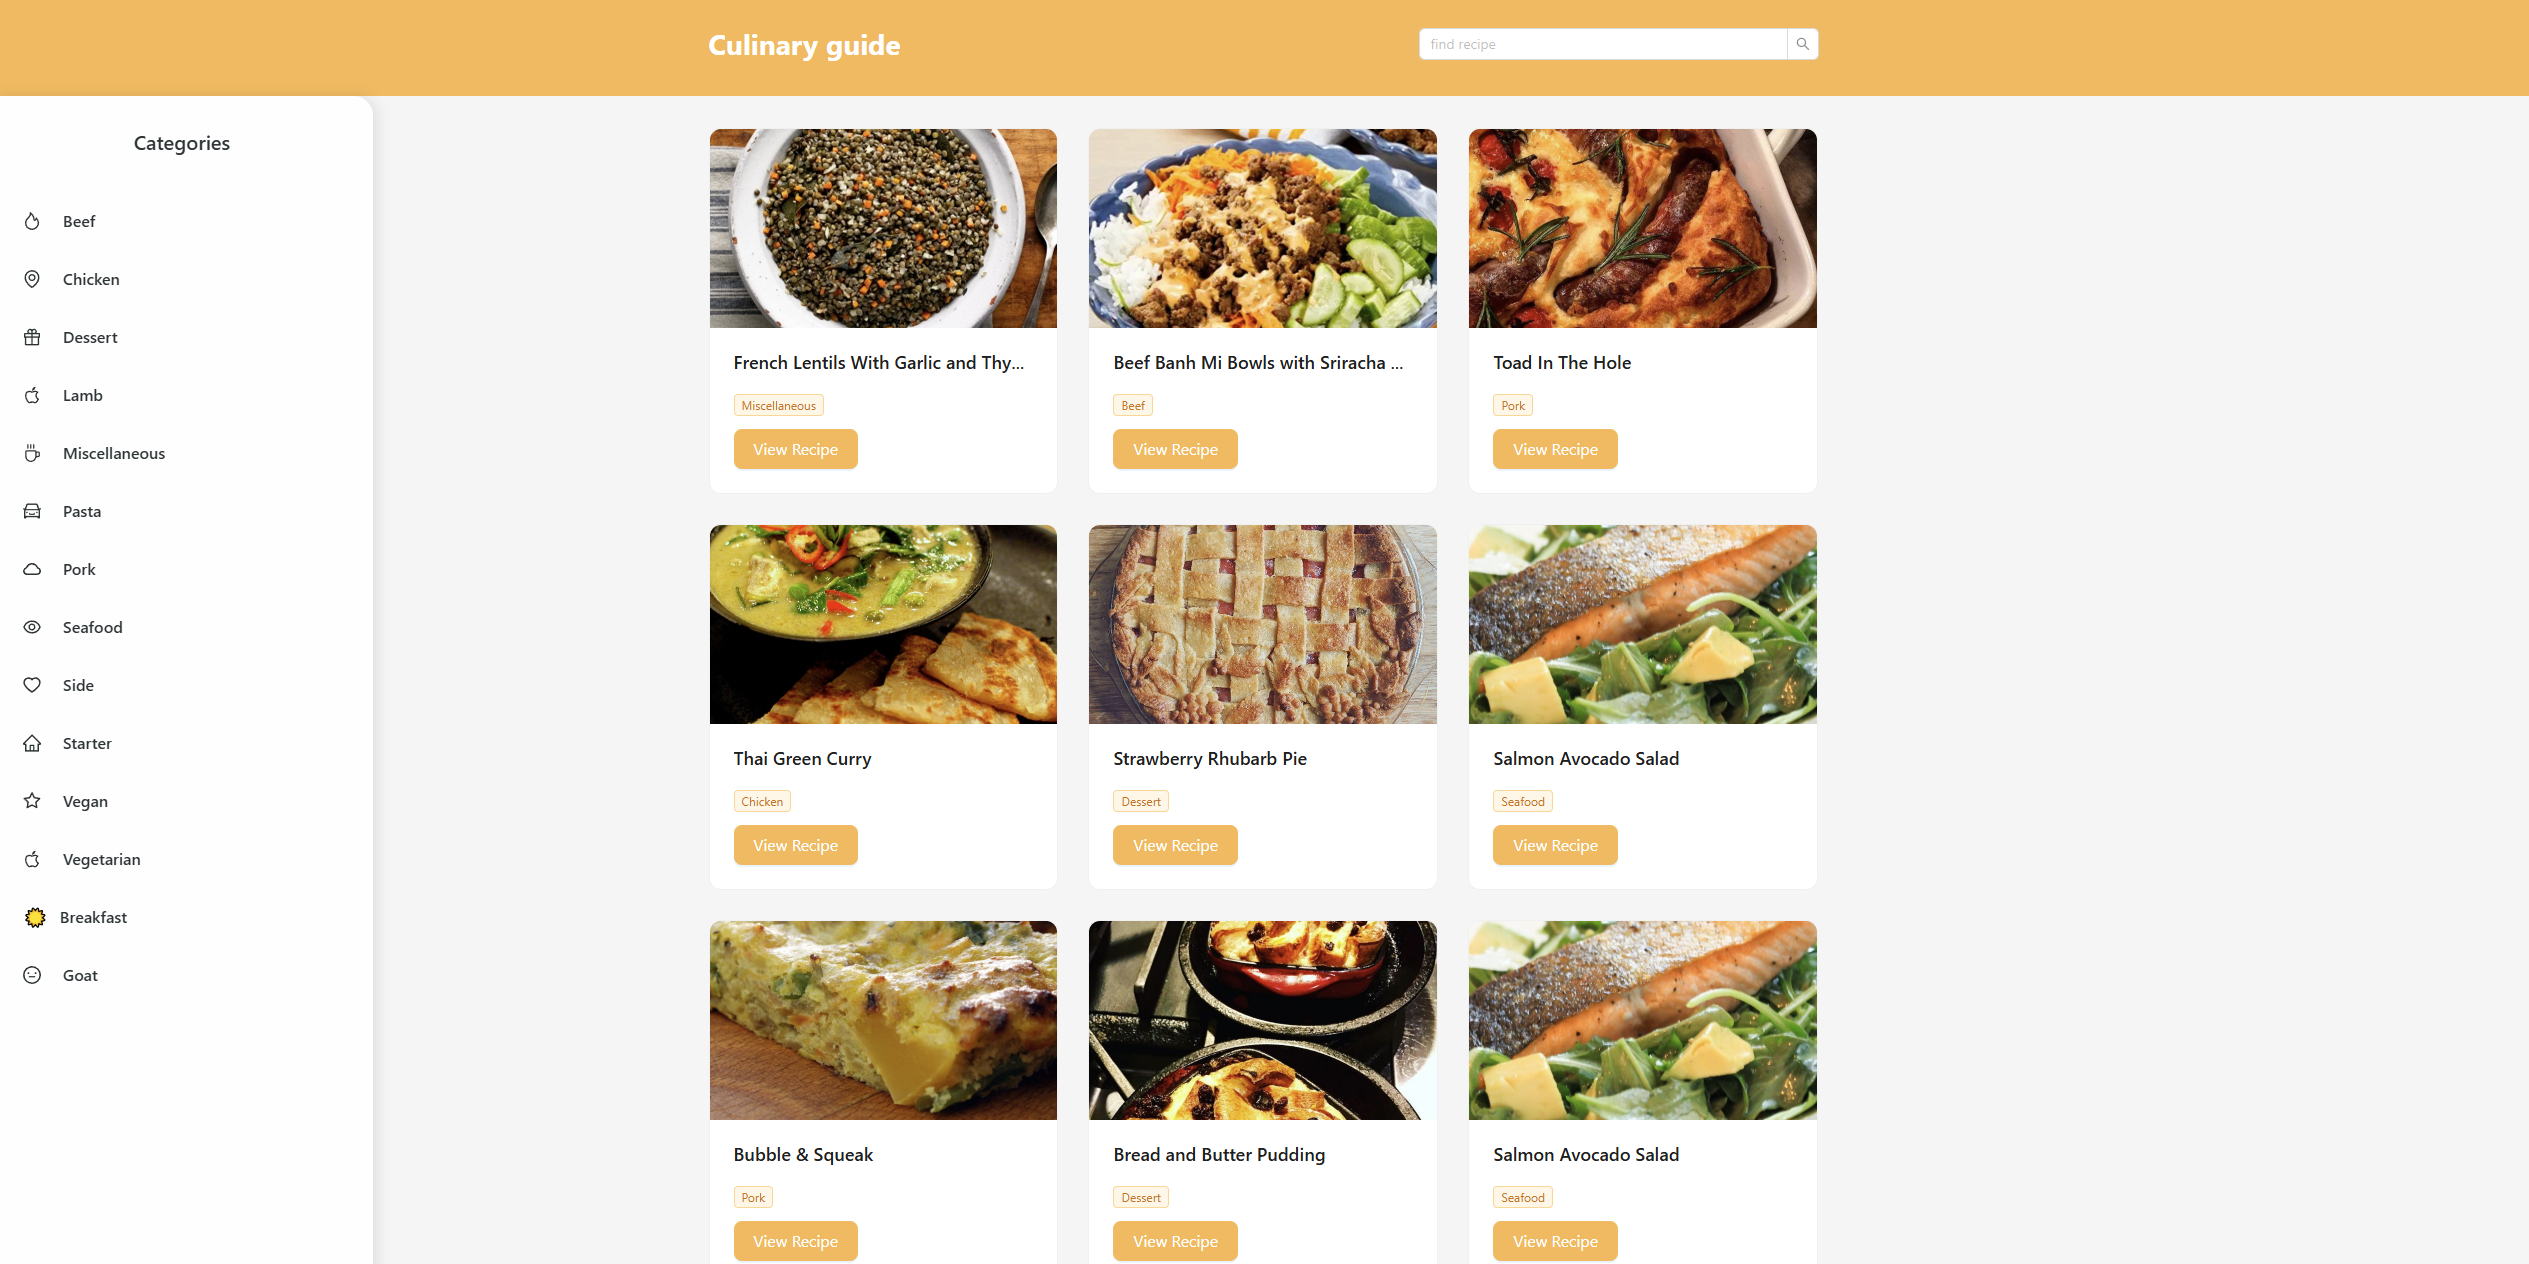 Culinary guide
find recipe
Categories
Beef
Chicken
Dessert
Lamb
Miscellaneous
Pasta
Pork
Seafood
Side
Starter
Vegan
Vegetarian
Breakfast
Goat
French Lentils With Garlic and Thy...
Miscellaneous
View Recipe
Beef Banh Mi Bowls with Sriracha ...
Beef
View Recipe
Toad In The Hole
Pork
View Recipe
Thai Green Curry
Chicken
View Recipe
Strawberry Rhubarb Pie
Dessert
View Recipe
Salmon Avocado Salad
Seafood
View Recipe
Bubble & Squeak
Pork
View Recipe
Bread and Butter Pudding
Dessert
View Recipe
Salmon Avocado Salad
Seafood
View Recipe